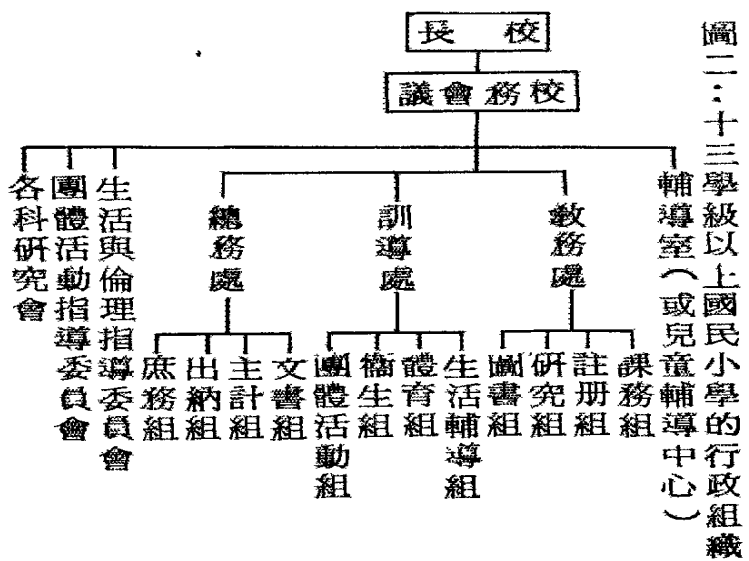 圖二：十三學級以上國民小學的行政組織
校長
校務會議
輔導室（或兒童輔導中心）
教務處
課務組
註册組
研究組
圖書組
訓導處
生活輔導組
體育組
衞生組
團體活動組
總務處
文書組
主計組
出納組
庶務組
生活與倫理指導委員會
團體活動指導委員會
各科研究會